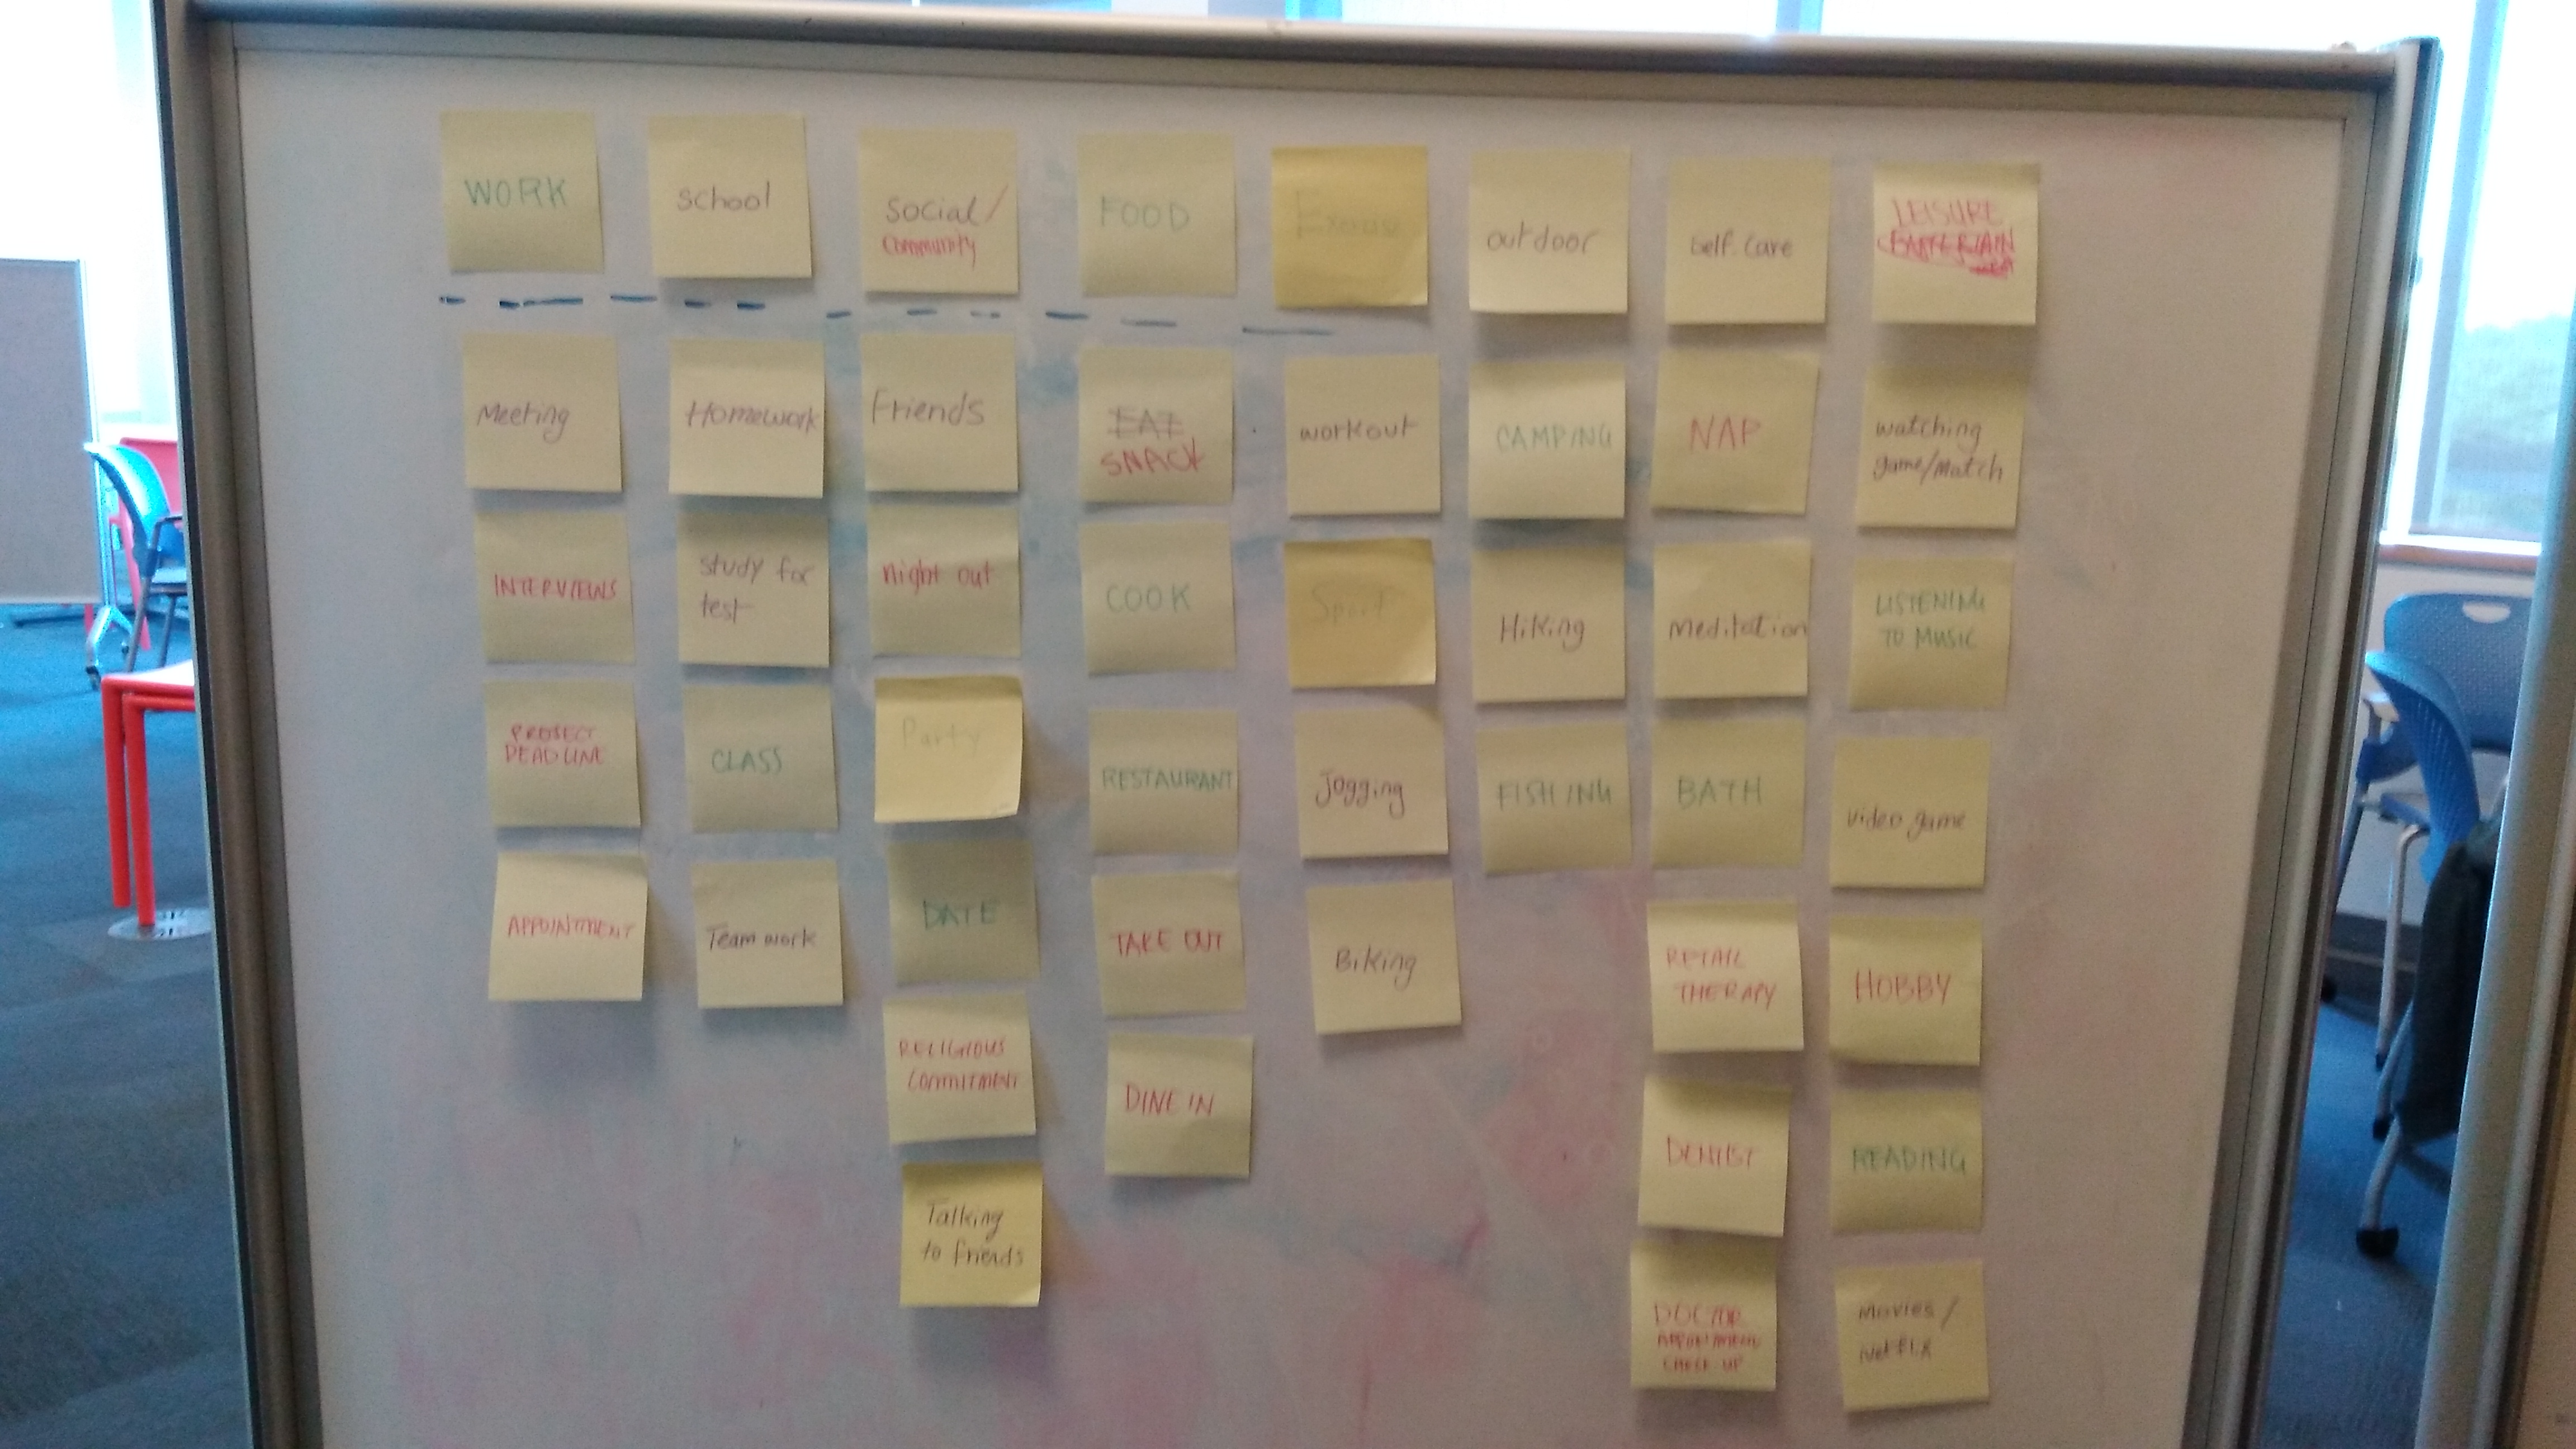 WORK
school
social/
community
FOOD
Exercise
outdoor
Self Care
LEISURE
Meeting
Homework
Friends
EAT
SNACK
workout
CAMPING
NAP
watching
game/match
INTERVIEWS
study for
test
night out
COOK
Sport
Hiking
meditation
LISTENING
TO MUSIC
PROJECT
DEADLINE
CLASS
Party
RESTAURANT
Jogging
FISHING
BATH
video game
APPOINTMENT
Team work
DATE
TAKE OUT
Biking
RETAIL
THERAPY
HOBBY
RELIGIOUS
COMMITMENT
DINE IN
DENTIST
READING
Talking
to friends
DOCTOR
APPOINTMENT
CHECK-UP
Movies/
Netflix